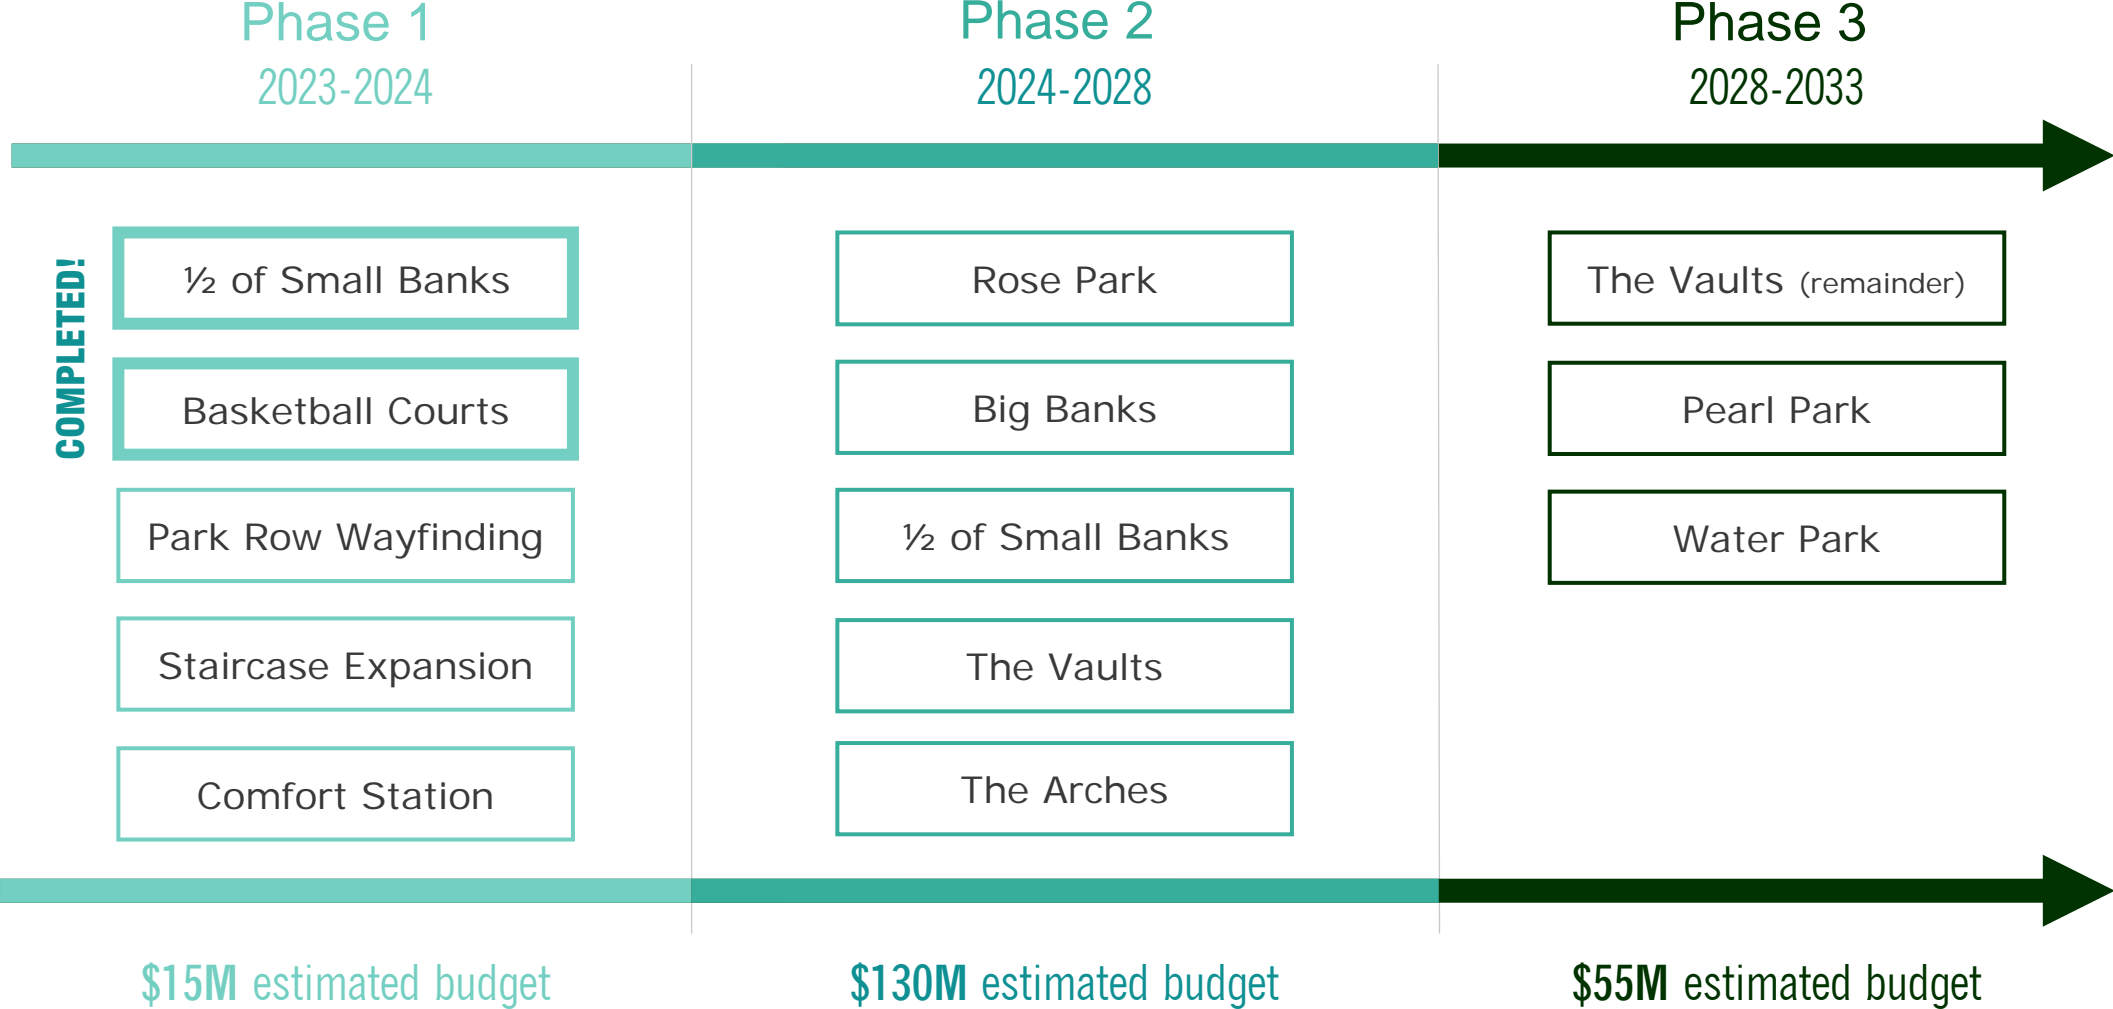 Phase 1
2023-2024
Phase 2
2024-2028
Phase 3
2028-2033
COMPLETED!
½ of Small Banks
Basketball Courts
Park Row Wayfinding
Staircase Expansion
Comfort Station
Rose Park
Big Banks
½ of Small Banks
The Vaults
The Arches
The Vaults (remainder)
Pearl Park
Water Park
$15M estimated budget
$130M estimated budget
$55M estimated budget